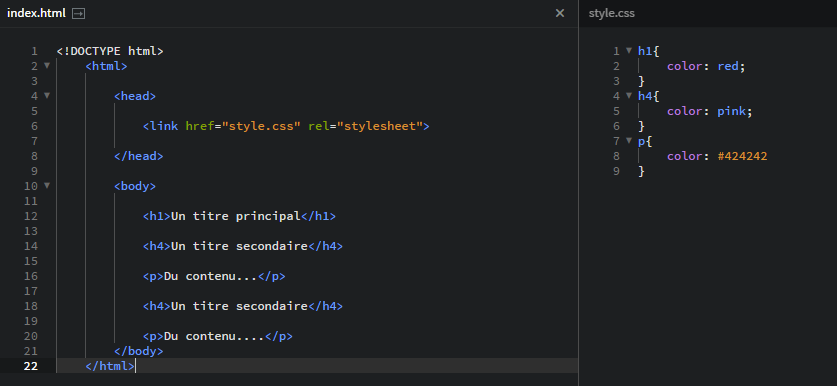 index.html
1 <!DOCTYPE html>
2 <html>
3
4 <head>
5
6 <link href="style.css" rel="stylesheet">
7
8 </head>
9
10 <body>
11
12 <h1>Un titre principal</h1>
13
14 <h4>Un titre secondaire</h4>
15
16 <p>Du contenu...</p>
17
18 <h4>Un titre secondaire</h4>
19
20 <p>Du contenu....</p>
21 </body>
22 </html>
style.css
1 h1{
2 color: red;
3 }
4 h4{
5 color: pink;
6 }
7 p{
8 color: #424242
9 }